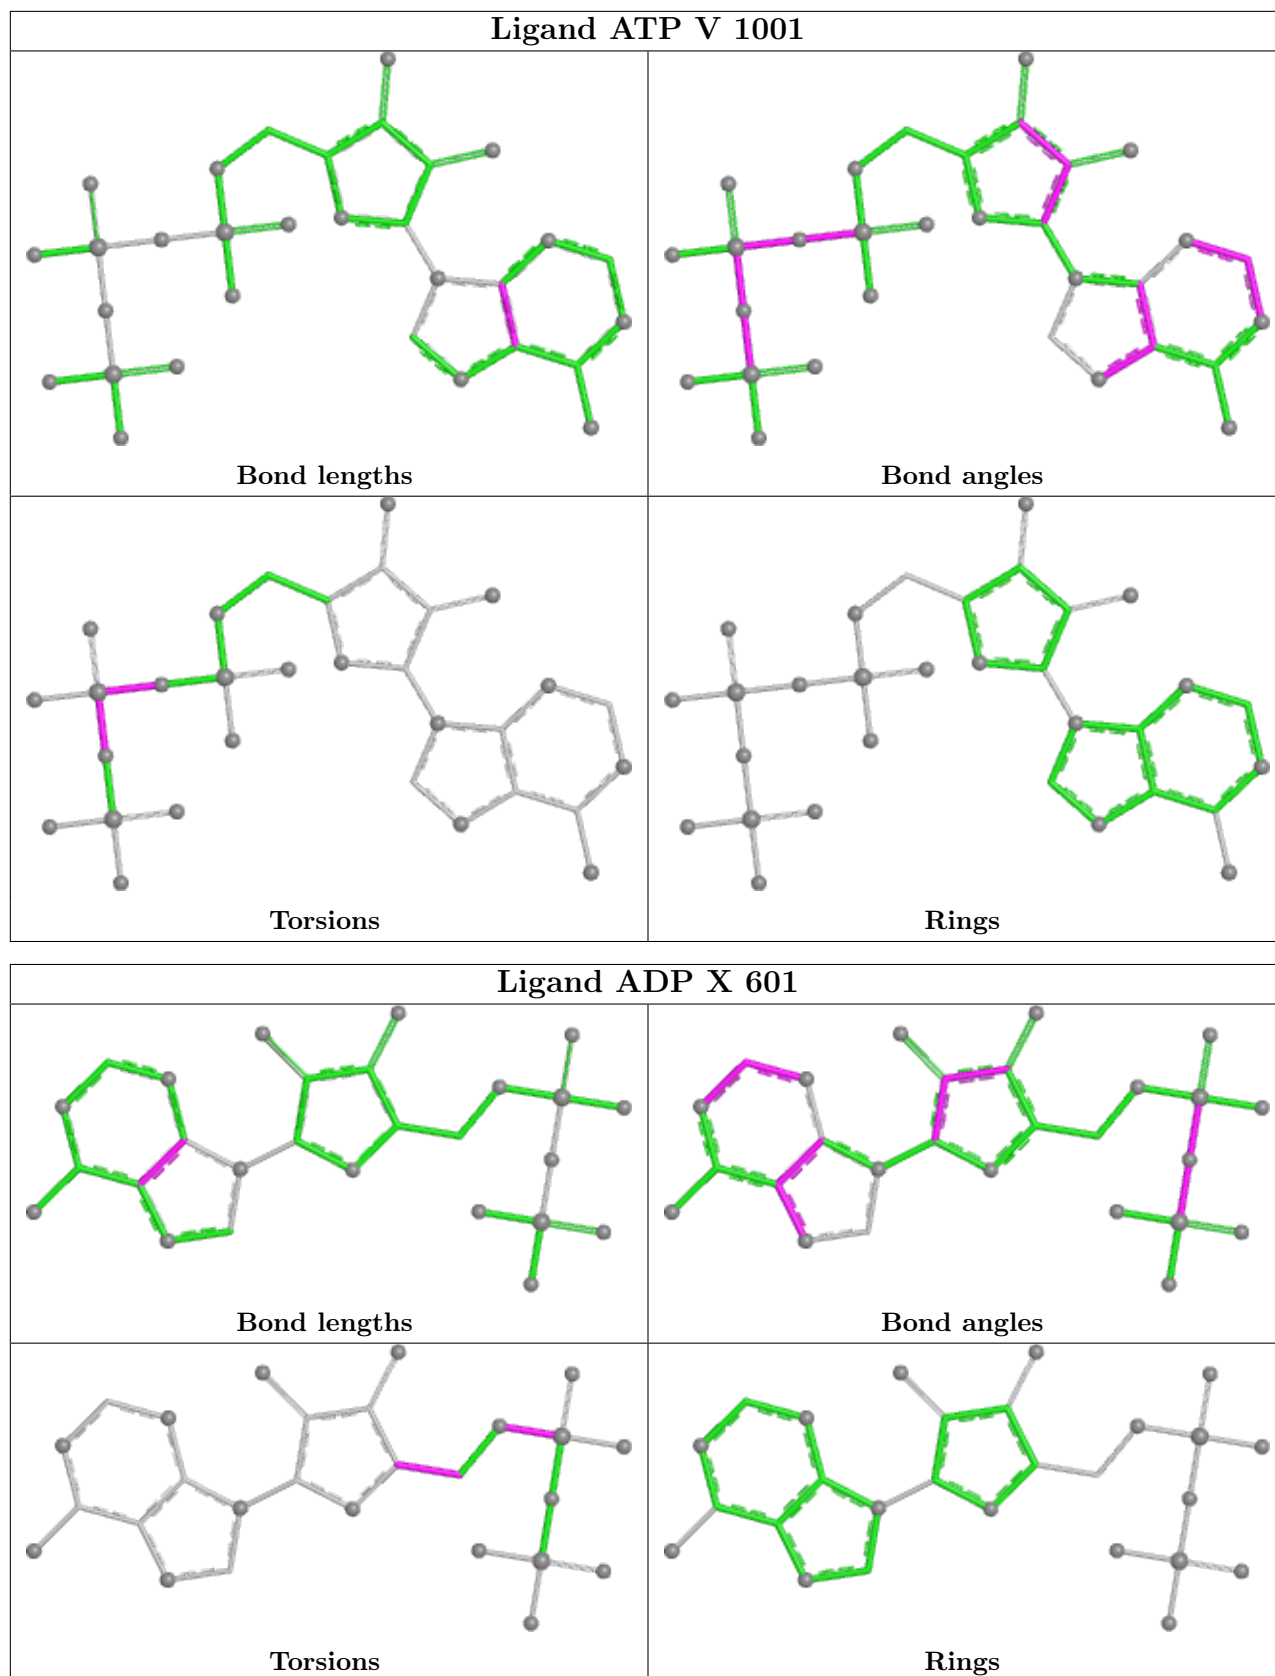 Ligand ATP V 1001
Bond lengths
Bond angles
Torsions
Rings
Ligand ADP X 601
Bond lengths
Bond angles
Torsions
Rings